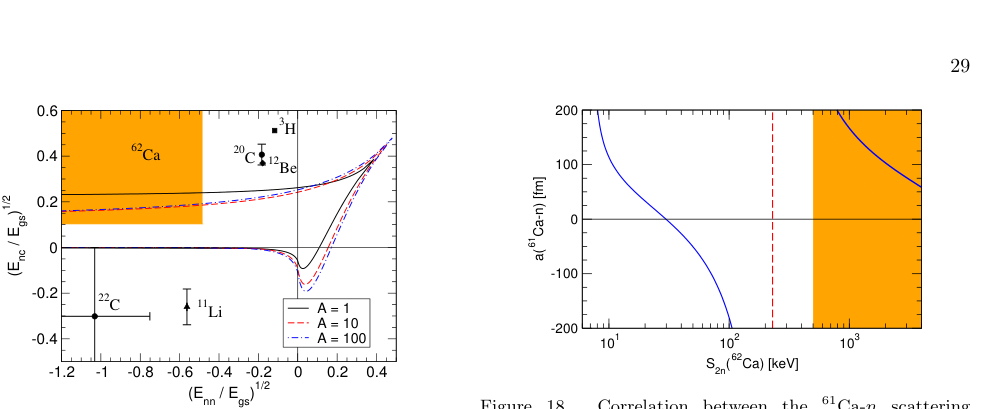 29
0.6
0.4
0.2
0
-0.2
-0.4
(E_nc / E_gs)^1/2
62Ca
3H
20C
12Be
22C
11Li
A = 1
A = 10
A = 100
-1.2 -1 -0.8 -0.6 -0.4 -0.2 0 0.2 0.4
(E_nn / E_gs)^1/2
200
100
0
-100
-200
a(^61Ca-n) [fm]
10^1 10^2 10^3
S_2n(^62Ca) [keV]
Figure 18. Correlation between the ^61Ca-n scattering